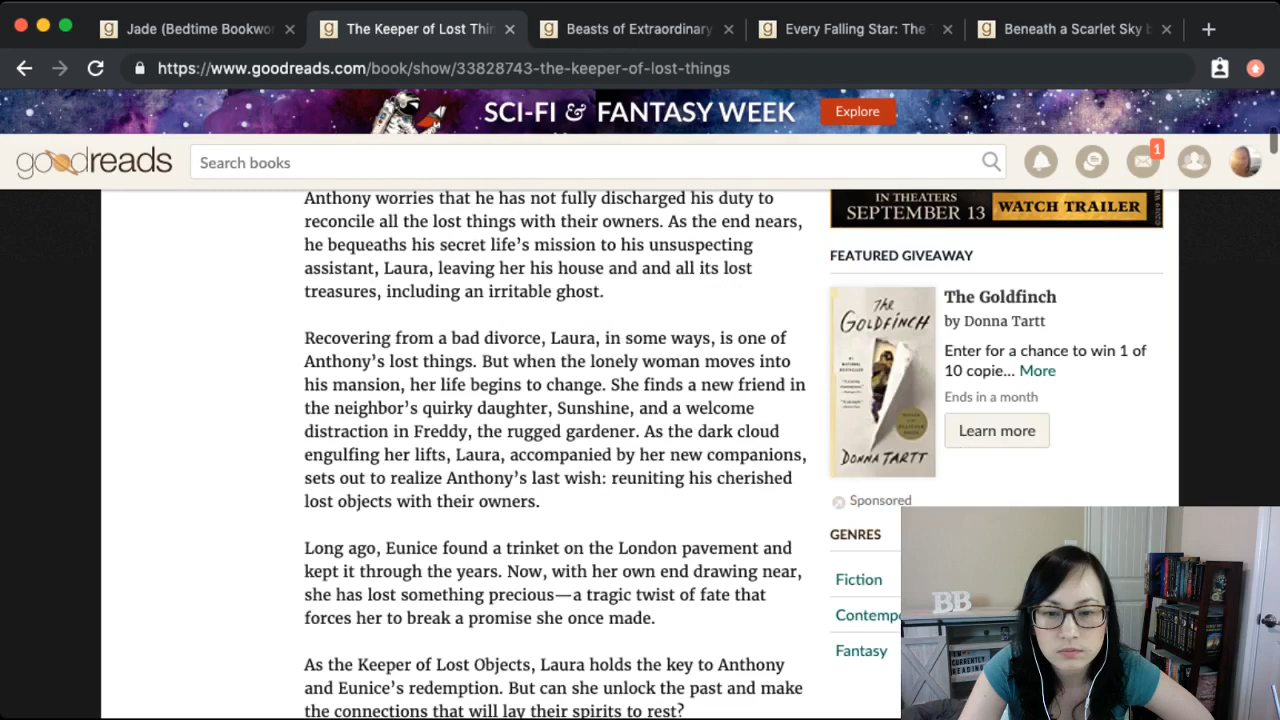 Jade (Bedtime Bookwor
The Keeper of Lost Thin
Beasts of Extraordinary
Every Falling Star: The
Beneath a Scarlet Sky b
https://www.goodreads.com/book/show/33828743-the-keeper-of-lost-things
SCI-FI & FANTASY WEEK
Explore
goodreads
Search books
1
Anthony worries that he has not fully discharged his duty to
reconcile all the lost things with their owners. As the end nears,
he bequeaths his secret life’s mission to his unsuspecting
assistant, Laura, leaving her his house and and all its lost
treasures, including an irritable ghost.
Recovering from a bad divorce, Laura, in some ways, is one of
Anthony’s lost things. But when the lonely woman moves into
his mansion, her life begins to change. She finds a new friend in
the neighbor’s quirky daughter, Sunshine, and a welcome
distraction in Freddy, the rugged gardener. As the dark cloud
engulfing her lifts, Laura, accompanied by her new companions,
sets out to realize Anthony’s last wish: reuniting his cherished
lost objects with their owners.
Long ago, Eunice found a trinket on the London pavement and
kept it through the years. Now, with her own end drawing near,
she has lost something precious—a tragic twist of fate that
forces her to break a promise she once made.
As the Keeper of Lost Objects, Laura holds the key to Anthony
and Eunice’s redemption. But can she unlock the past and make
the connections that will lay their spirits to rest?
IN THEATERS
SEPTEMBER 13
WATCH TRAILER
FEATURED GIVEAWAY
THE
GOLDFINCH
DONNA TARTT
The Goldfinch
by Donna Tartt
Enter for a chance to win 1 of
10 copie... More
Ends in a month
Learn more
Sponsored
GENRES
Fiction
Contempo
Fantasy
BB
I AM
CURRENTLY
READING